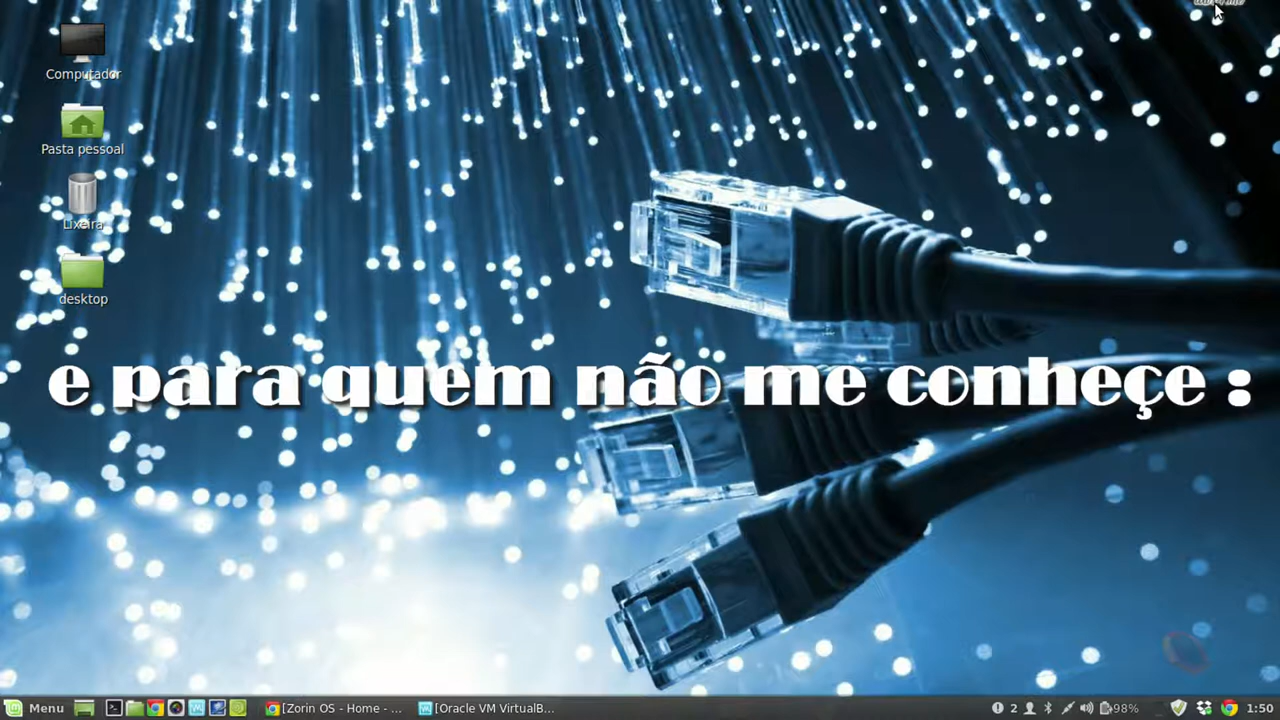 Computador
Pasta pessoal
Lixeira
desktop
e para quem não me conheçe :
Menu
[Zorin OS - Home - ...
[Oracle VM VirtualB...
2
98%
1:50